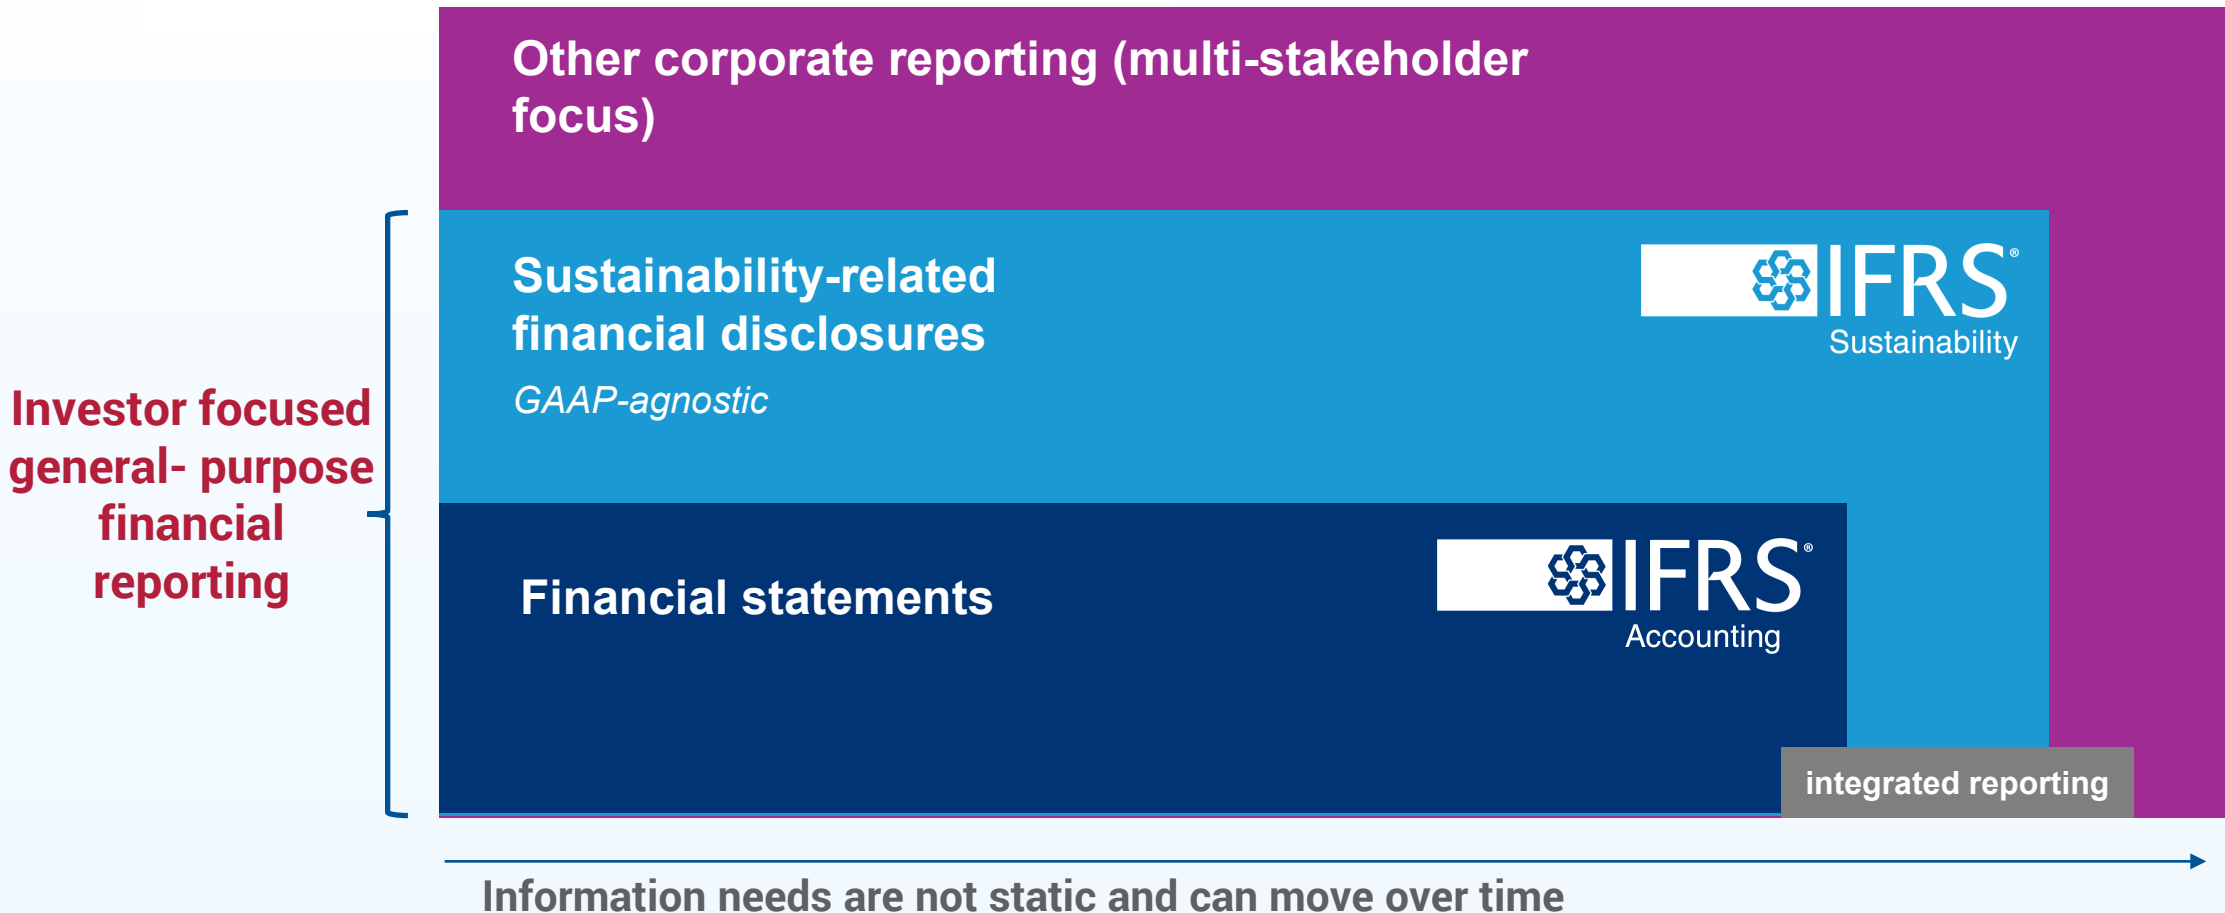 Other corporate reporting (multi-stakeholder
focus)
Sustainability-related
financial disclosures
GAAP-agnostic
IFRS®
Sustainability
Investor focused
general- purpose
financial
reporting
Financial statements
IFRS®
Accounting
integrated reporting
Information needs are not static and can move over time